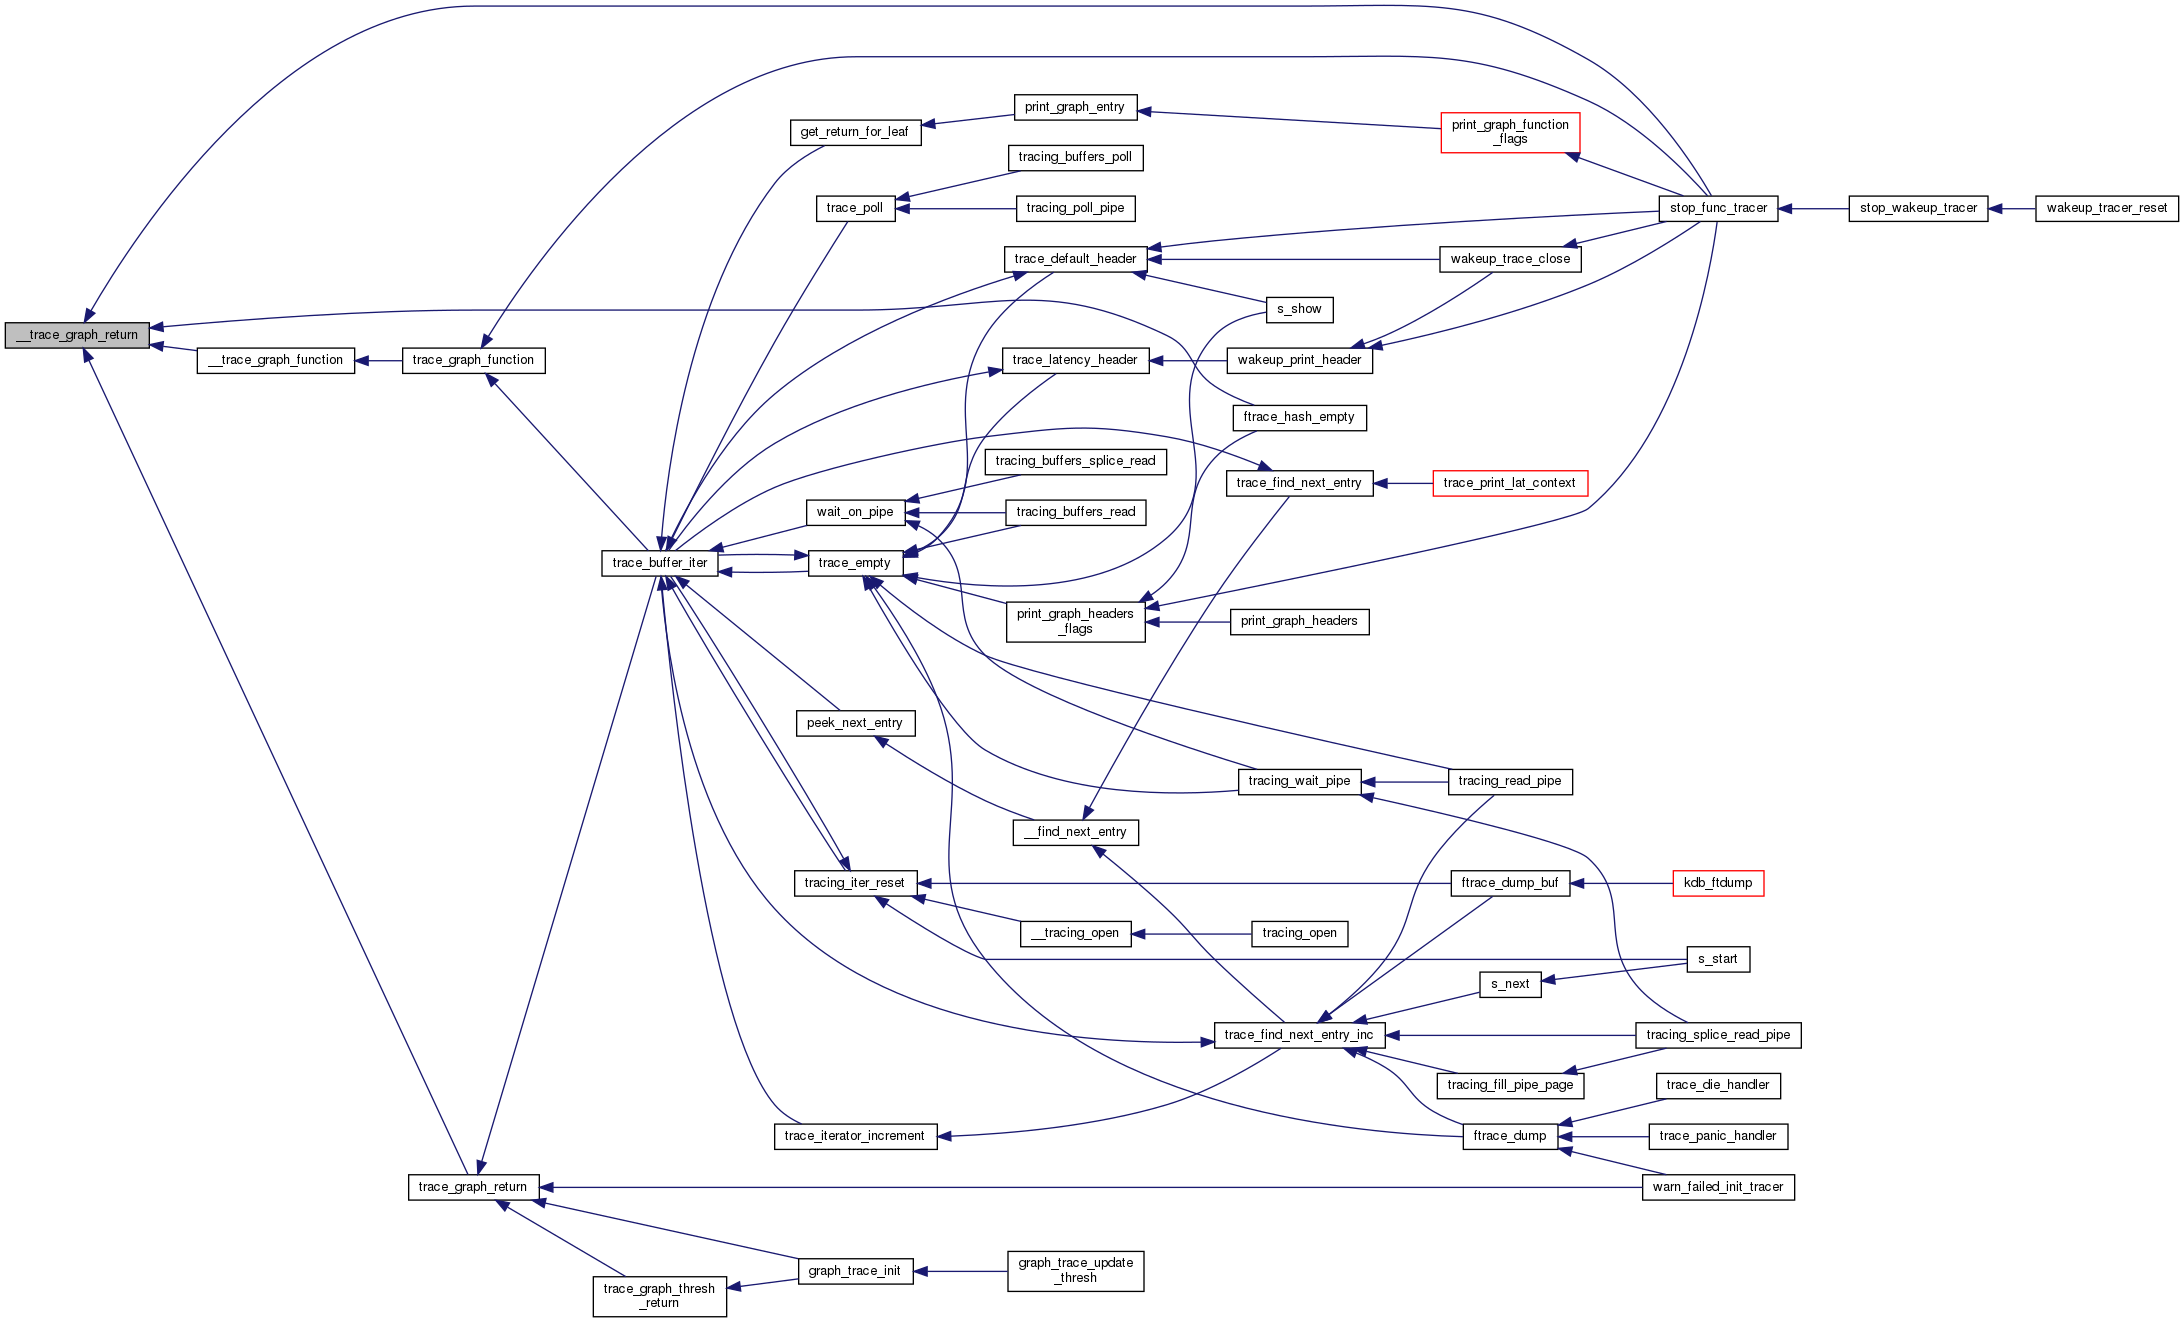 print_graph_entry
get_return_for_leaf
print_graph_function
_flags
tracing_buffers_poll
trace_poll
tracing_poll_pipe
stop_func_tracer
stop_wakeup_tracer
wakeup_tracer_reset
trace_default_header
wakeup_trace_close
s_show
__trace_graph_return
__trace_graph_function
trace_graph_function
trace_latency_header
wakeup_print_header
ftrace_hash_empty
tracing_buffers_splice_read
trace_find_next_entry
trace_print_lat_context
wait_on_pipe
tracing_buffers_read
trace_buffer_iter
trace_empty
print_graph_headers
_flags
print_graph_headers
peek_next_entry
tracing_wait_pipe
tracing_read_pipe
__find_next_entry
tracing_iter_reset
ftrace_dump_buf
kdb_ftdump
__tracing_open
tracing_open
s_start
s_next
trace_find_next_entry_inc
tracing_splice_read_pipe
tracing_fill_pipe_page
trace_die_handler
trace_iterator_increment
ftrace_dump
trace_panic_handler
trace_graph_return
warn_failed_init_tracer
graph_trace_init
graph_trace_update
_thresh
trace_graph_thresh
_return